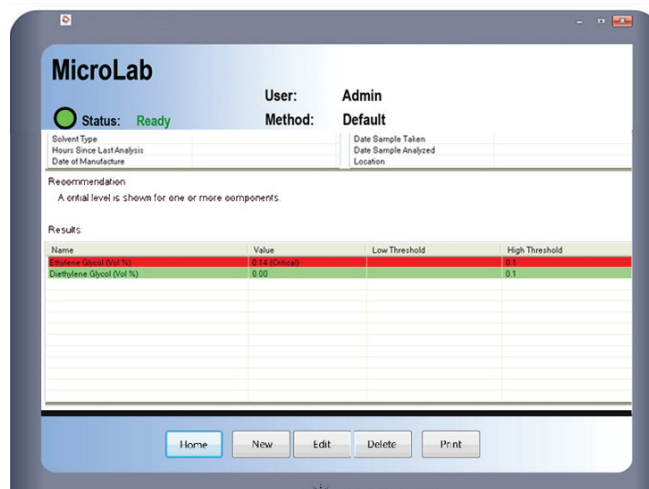 MicroLab
User: Admin
Status: Ready Method: Default
Solvent Type Date Sample Taken
Hours Since Last Analysis Date Sample Analyzed
Date of Manufacture Location
Recommendation
A critial level is shown for one or more components.
Results:
Name Value Low Threshold High Threshold
Ethylene Glycol (Vol %) 0.14 (Critical) 0.1
Diethylene Glycol (Vol %) 0.00 0.1
Home New Edit Delete Print